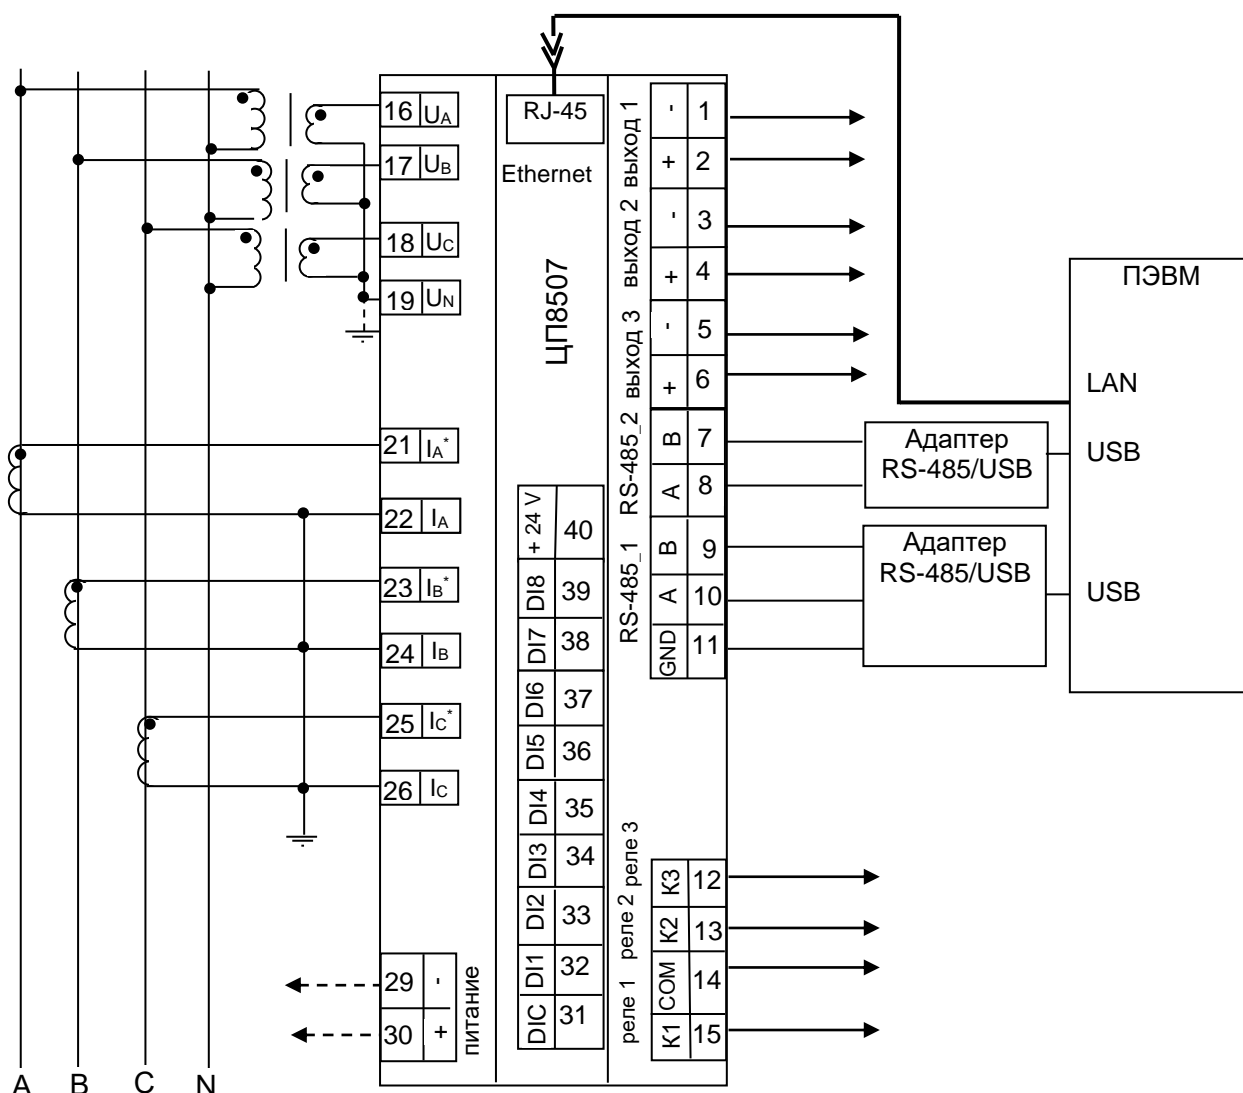 16 UA
17 UB
18 UC
19 UN
21 IA*
22 IA
23 IB*
24 IB
25 IC*
26 IC
29 -
30 +
питание
A B C N
RJ-45
Ethernet
ЦП8507
+ 24 V 40
DI8 39
DI7 38
DI6 37
DI5 36
DI4 35
DI3 34
DI2 33
DI1 32
DIC 31
выход 1
- 1
+ 2
выход 2
- 3
+ 4
выход 3
- 5
+ 6
RS-485_2
B 7
A 8
RS-485_1
B 9
A 10
GND 11
реле 3
К3 12
реле 2
К2 13
COM 14
реле 1
К1 15
Адаптер
RS-485/USB
Адаптер
RS-485/USB
ПЭВМ
LAN
USB
USB